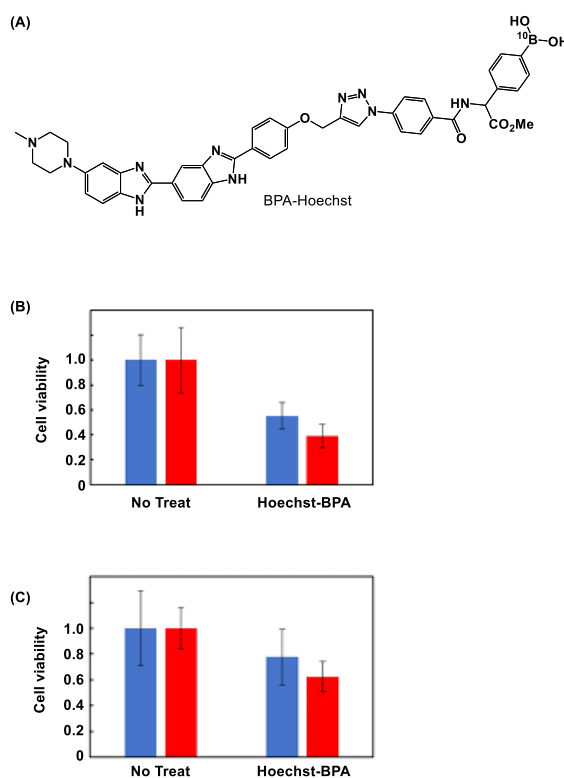 (A)
HO
10B
OH
N
N
N
O
N
HN
O
CO2Me
N
N
N
N
H
N
NH
BPA-Hoechst
(B)
Cell viability
1.0
0.8
0.6
0.4
0.2
0
No Treat
Hoechst-BPA
(C)
Cell viability
1.0
0.8
0.6
0.4
0.2
0
No Treat
Hoechst-BPA